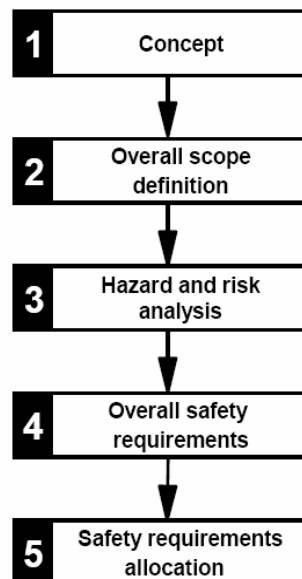 1
Concept
2
Overall scope
definition
3
Hazard and risk
analysis
4
Overall safety
requirements
5
Safety requirements
allocation